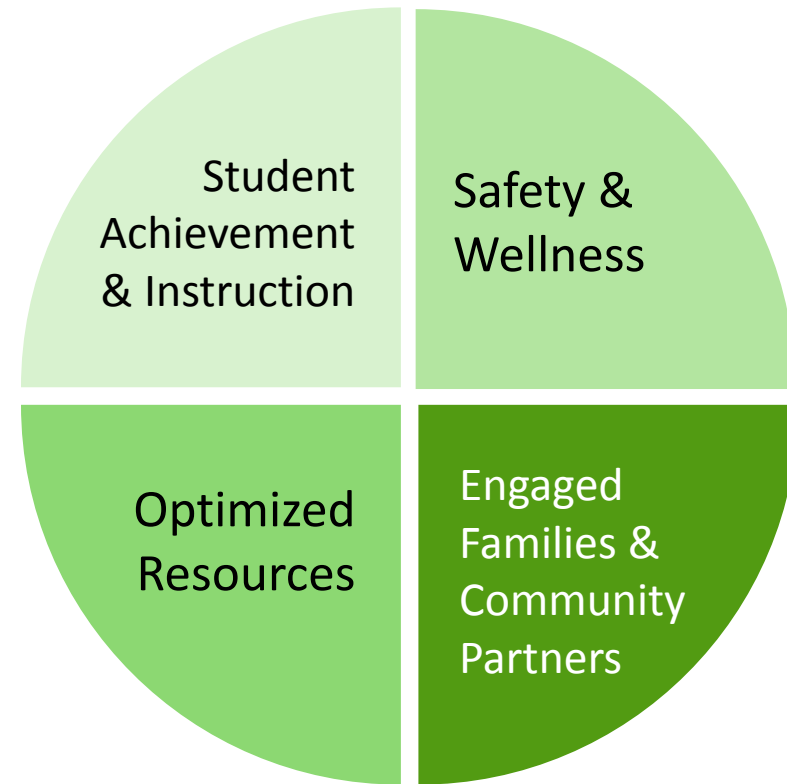 Student
Achievement
& Instruction
Safety &
Wellness
Optimized
Resources
Engaged
Families &
Community
Partners